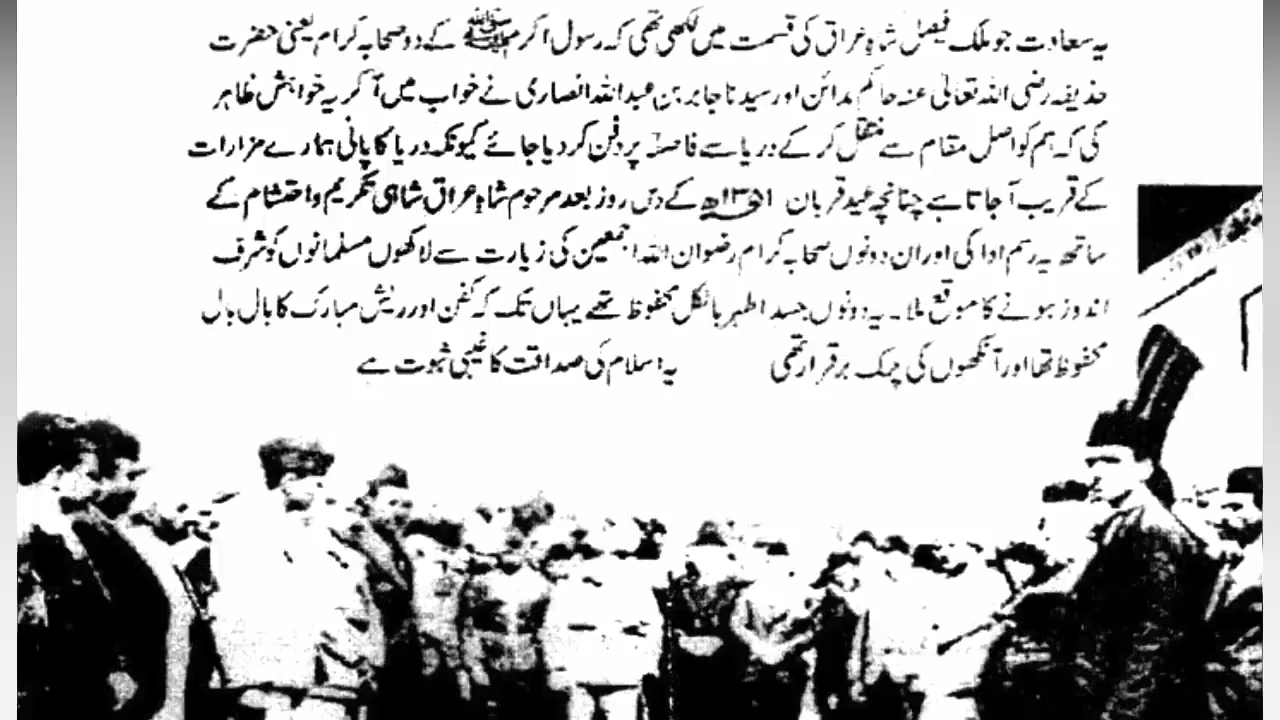 یہ سعادت جو ملک فیصل شاہِ عراق کی قسمت میں لکھی تھی کہ رسول اکرم ﷺ کے دو صحابہ کرام یعنی حضرت
حذیفہ رضی اللہ تعالیٰ عنہ حاکم مدائن اور سیدنا جابر بن عبداللہ انصاری نے خواب میں آ کر یہ خواہش ظاہر
کی کہ ہم کو اصل مقام سے منتقل کر کے دریا سے فاصلہ پر دفن کر دیا جائے کیونکہ دریا کا پانی ہمارے مزارات
کے قریب آ جاتا ہے چنانچہ عید قربان ۱۳۵۱ھ کے دس روز بعد مرحوم شاہِ عراق شاہی تکریم و احتشام کے
ساتھ یہ رسم ادا کی اور ان دونوں صحابہ کرام رضوان اللہ اجمعین کی زیارت سے لاکھوں مسلمانوں کو شرف
اندوز ہونے کا موقع ملا۔ یہ دونوں جسد اطہر بالکل محفوظ تھے یہاں تک کہ کفن اور ریش مبارک کا بال بال
محفوظ تھا اور آنکھوں کی چمک برقرار تھی یہ اسلام کی صداقت کا غیبی ثبوت ہے